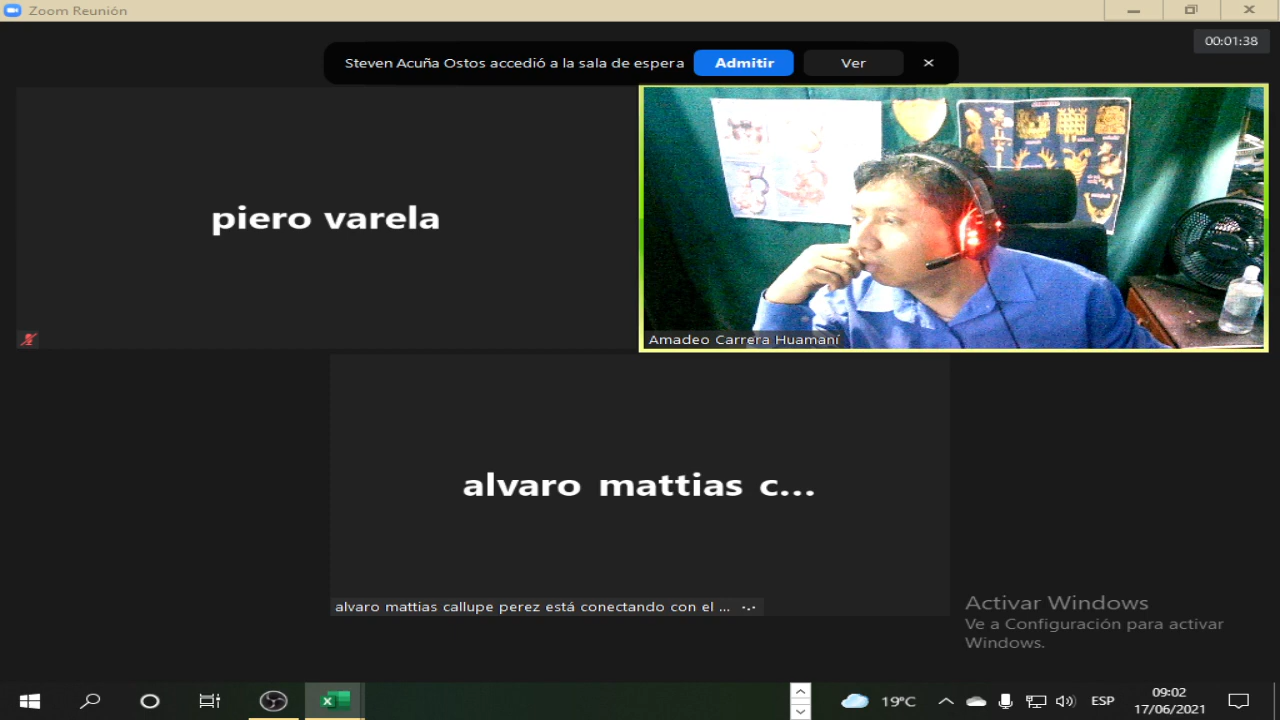 Zoom Reunión
00:01:38
Steven Acuña Ostos accedió a la sala de espera
Admitir
Ver
piero varela
Amadeo Carrera Huamaní
alvaro mattias c...
alvaro mattias callupe perez está conectando con el ...
Activar Windows
Ve a Configuración para activar
Windows.
19°C
ESP
09:02
17/06/2021